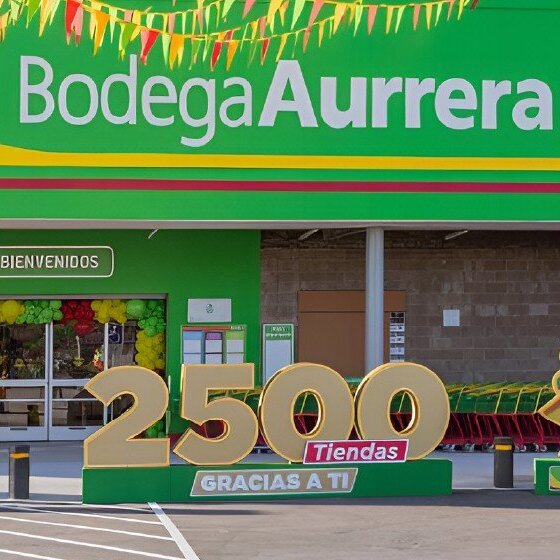 Bodega Aurrera
BIENVENIDOS
2500
Tiendas
GRACIAS A TI